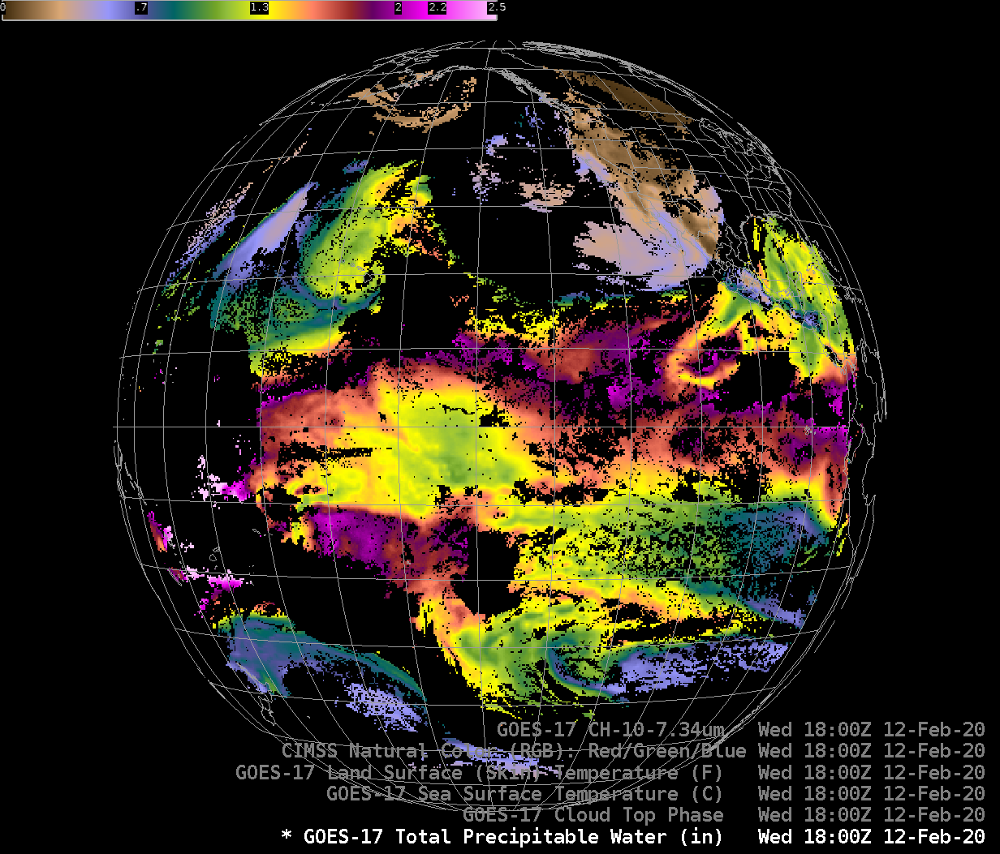 0 .7 1.3 2 2.2 2.5
GOES-17 CH-10-7.34um Wed 18:00Z 12-Feb-20
CIMSS Natural Color (RGB): Red/Green/Blue Wed 18:00Z 12-Feb-20
GOES-17 Land Surface (Skin) Temperature (F) Wed 18:00Z 12-Feb-20
GOES-17 Sea Surface Temperature (C) Wed 18:00Z 12-Feb-20
GOES-17 Cloud Top Phase Wed 18:00Z 12-Feb-20
* GOES-17 Total Precipitable Water (in) Wed 18:00Z 12-Feb-20